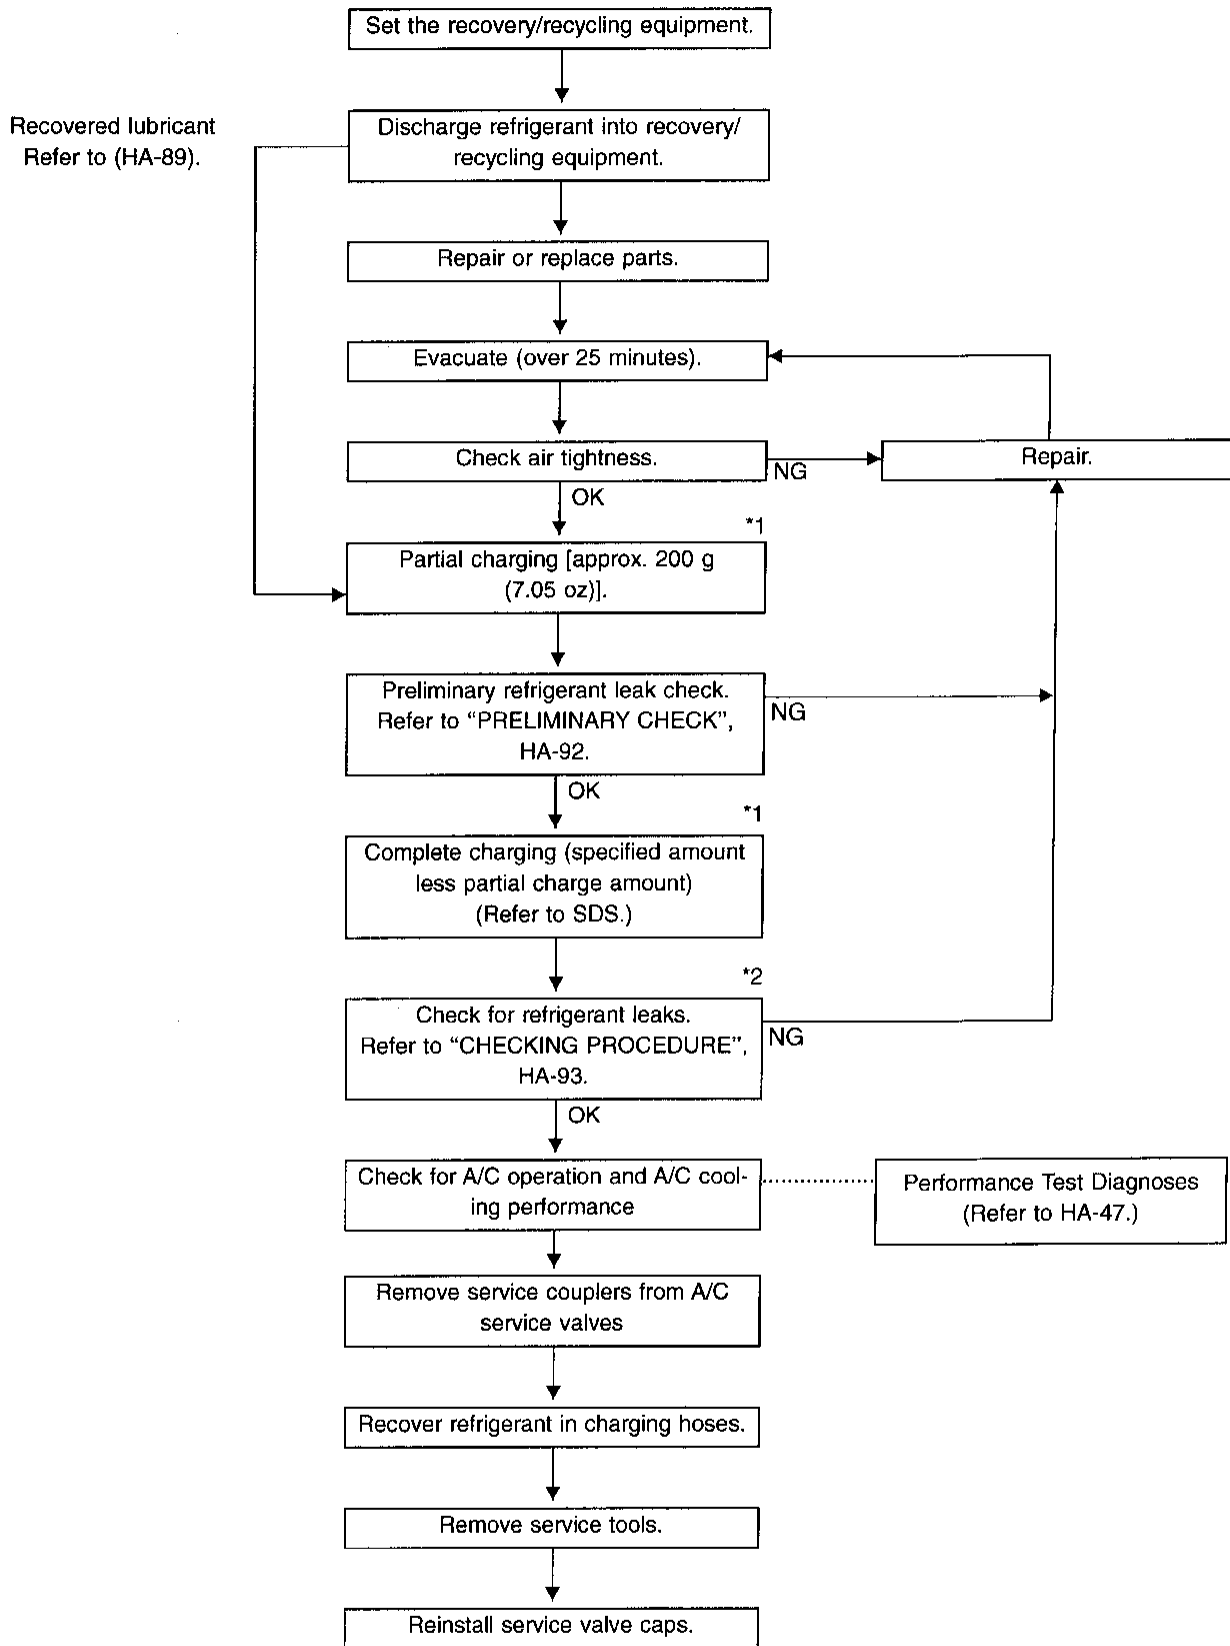 Set the recovery/recycling equipment.
Recovered lubricant
Refer to (HA-89).
Discharge refrigerant into recovery/
recycling equipment.
Repair or replace parts.
Evacuate (over 25 minutes).
Check air tightness.
NG
Repair.
OK
*1
Partial charging [approx. 200 g
(7.05 oz)].
Preliminary refrigerant leak check.
Refer to “PRELIMINARY CHECK”,
HA-92.
NG
OK
*1
Complete charging (specified amount
less partial charge amount)
(Refer to SDS.)
*2
Check for refrigerant leaks.
Refer to “CHECKING PROCEDURE”,
HA-93.
NG
OK
Check for A/C operation and A/C cool-
ing performance
Performance Test Diagnoses
(Refer to HA-47.)
Remove service couplers from A/C
service valves
Recover refrigerant in charging hoses.
Remove service tools.
Reinstall service valve caps.